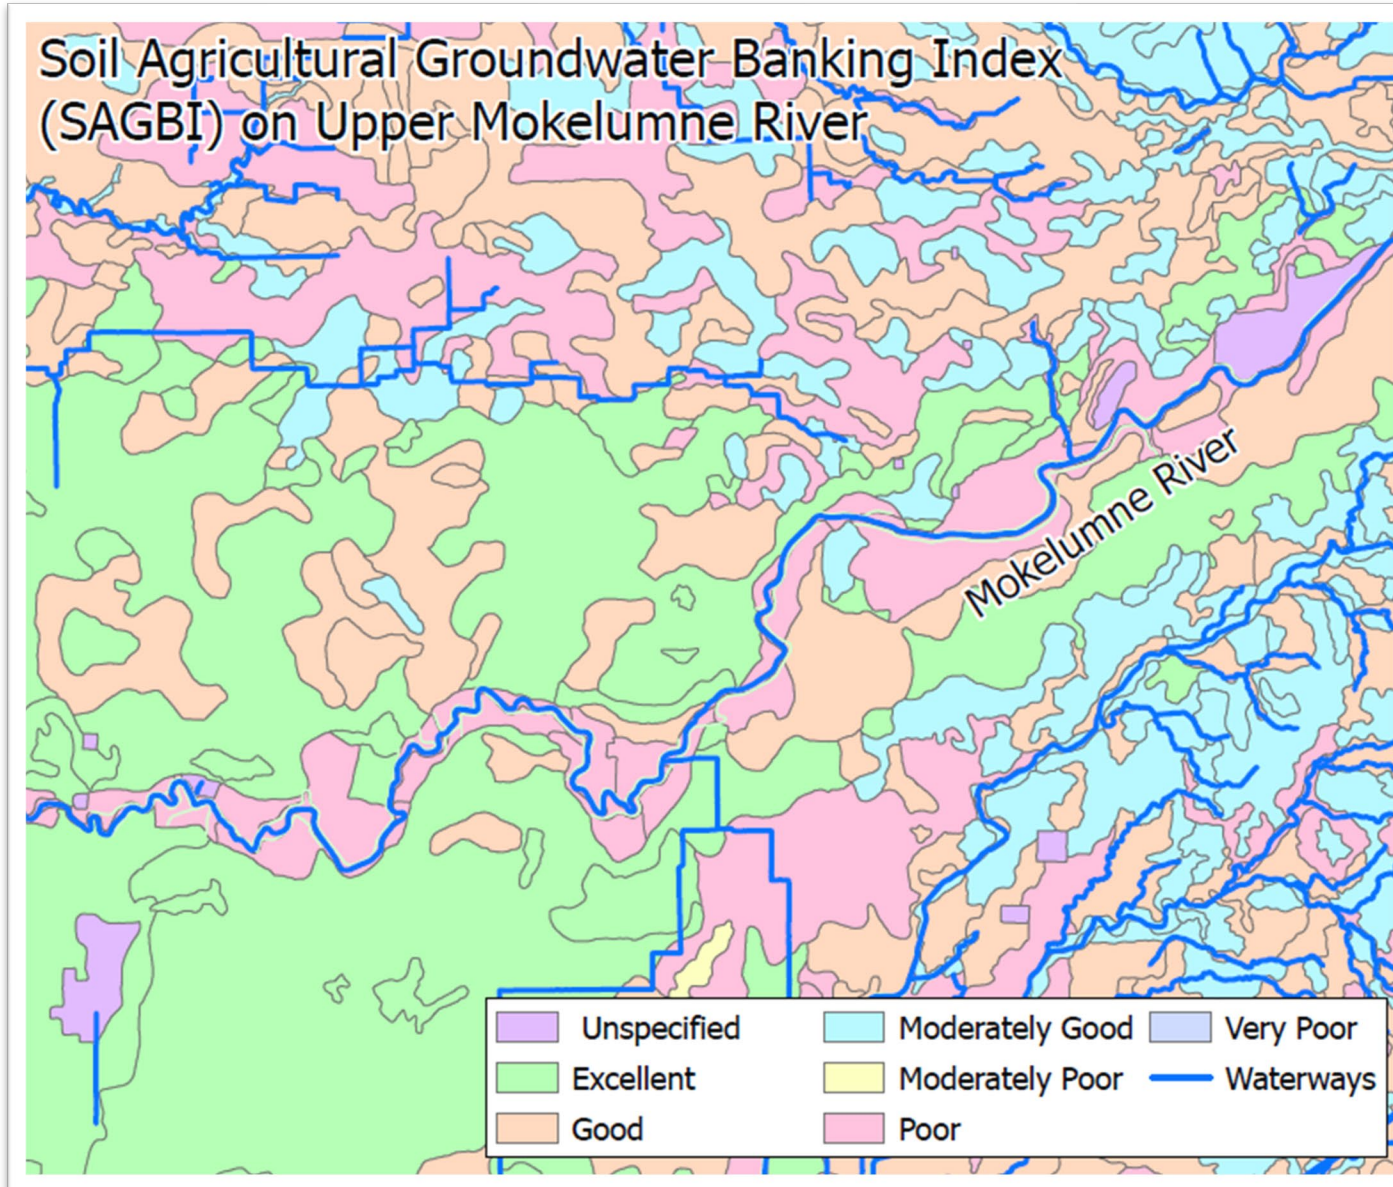 Soil Agricultural Groundwater Banking Index
(SAGBI) on Upper Mokelumne River
Mokelumne River
Unspecified
Excellent
Good
Moderately Good
Moderately Poor
Poor
Very Poor
Waterways